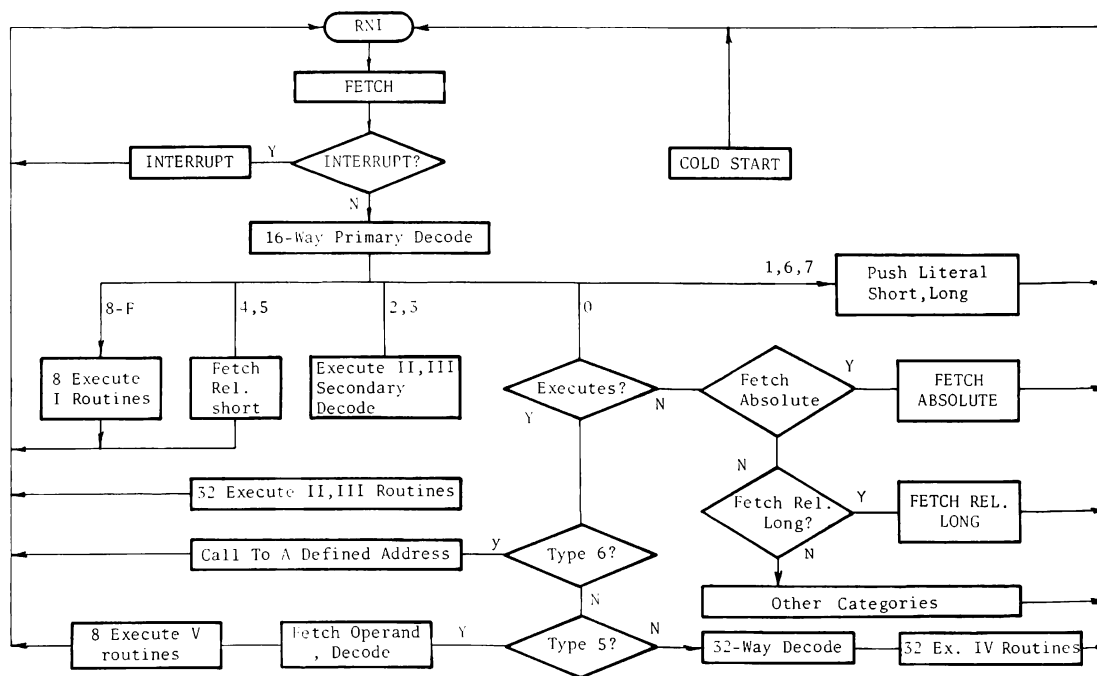 RNI
FETCH
INTERRUPT
Y
INTERRUPT?
N
COLD START
16-Way Primary Decode
8-F
4,5
2,3
0
1,6,7
Push Literal
Short,Long
8 Execute
I Routines
Fetch
Rel.
short
Execute II,III
Secondary
Decode
Executes?
N
Y
Fetch
Absolute
Y
N
FETCH
ABSOLUTE
32 Execute II,III Routines
Fetch Rel.
Long?
Y
N
FETCH REL.
LONG
Call To A Defined Address
y
Type 6?
N
Other Categories
8 Execute V
routines
Fetch Operand
, Decode
Y
Type 5?
N
32-Way Decode
32 Ex. IV Routines